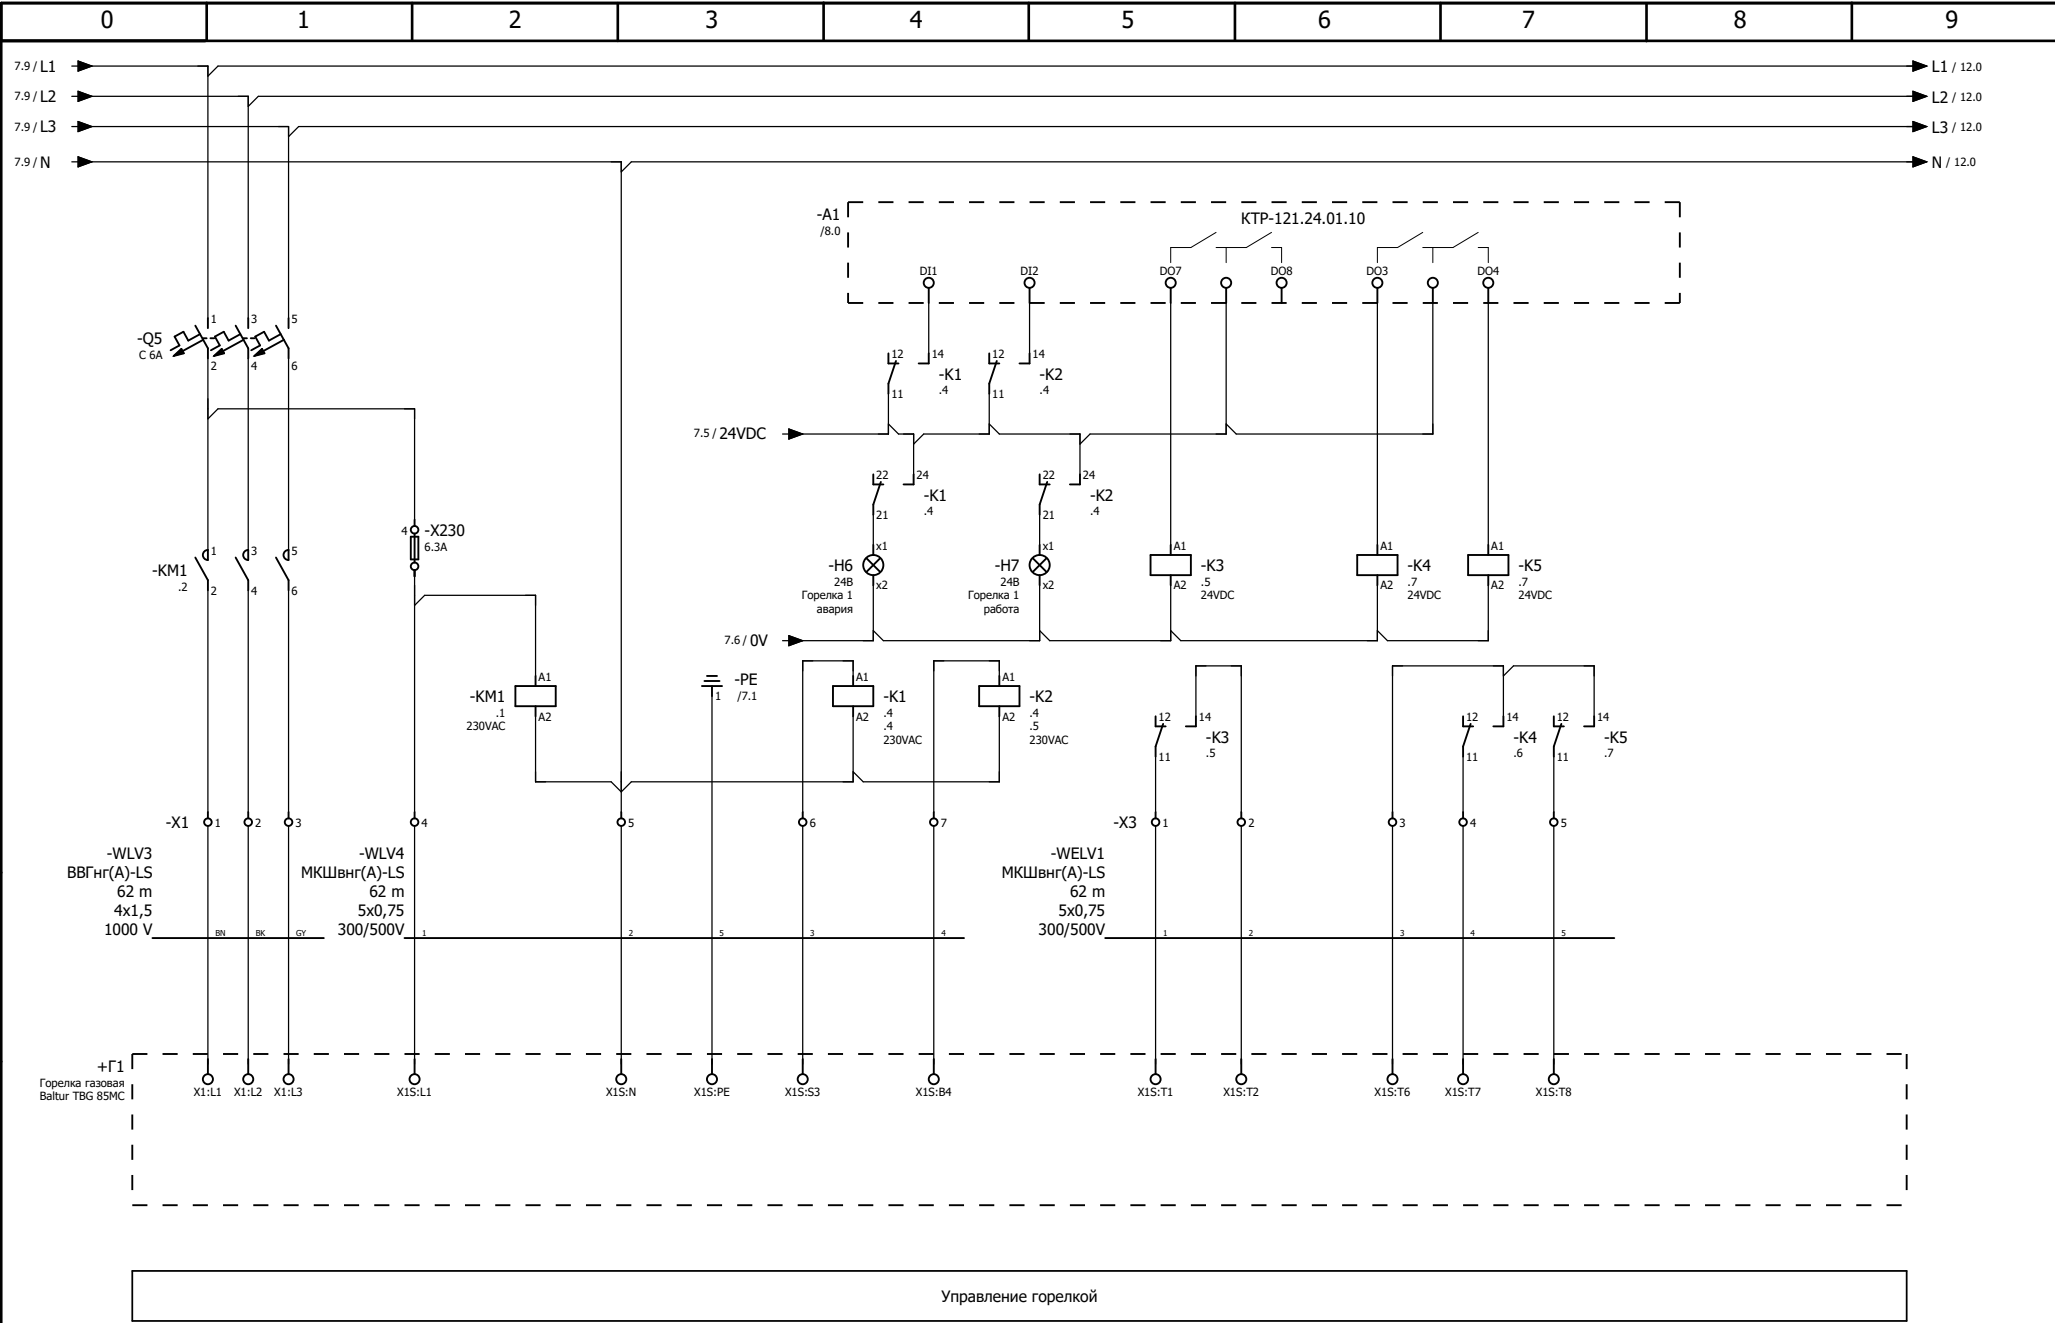 0 1 2 3 4 5 6 7 8 9
7.9 / L1
L1 / 12.0
7.9 / L2
L2 / 12.0
7.9 / L3
L3 / 12.0
7.9 / N
N / 12.0
-A1
/8.0
КТР-121.24.01.10
DI1 DI2 DO7 DO8 DO3 DO4
-Q5
C 6A
1 3 5
2 4 6
12 14
-K1
.4
11
12 14
-K2
.4
11
7.5 / 24VDC
22 24
-K1
.4
21
22 24
-K2
.4
21
4 -X230
6.3A
-KM1
.2
1 3 5
2 4 6
-H6
24В
Горелка 1
авария
x1
x2
-H7
24В
Горелка 1
работа
x1
x2
A1
-K3
.5
A2
24VDC
A1
-K4
.7
A2
24VDC
A1
-K5
.7
A2
24VDC
7.6 / 0V
-KM1
.1
230VAC
A1
A2
-PE
/7.1
1
A1
-K1
.4
.4
230VAC
A2
A1
-K2
.4
.5
230VAC
A2
12 14
-K3
.5
11
12 14
-K4
.6
11
12 14
-K5
.7
11
-X1 1 2 3 4 5 6 7
-X3 1 2 3 4 5
-WLV3
ВВГнг(А)-LS
62 m
4x1,5
1000 V
BN BK GY
-WLV4
МКШвнг(А)-LS
62 m
5x0,75
300/500V
1 2 5 3 4
-WELV1
МКШвнг(А)-LS
62 m
5x0,75
300/500V
1 2 3 4 5
+Г1
Горелка газовая
Baltur TBG 85MC
X1:L1 X1:L2 X1:L3 X1S:L1 X1S:N X1S:PE X1S:S3 X1S:B4 X1S:T1 X1S:T2 X1S:T6 X1S:T7 X1S:T8
Управление горелкой